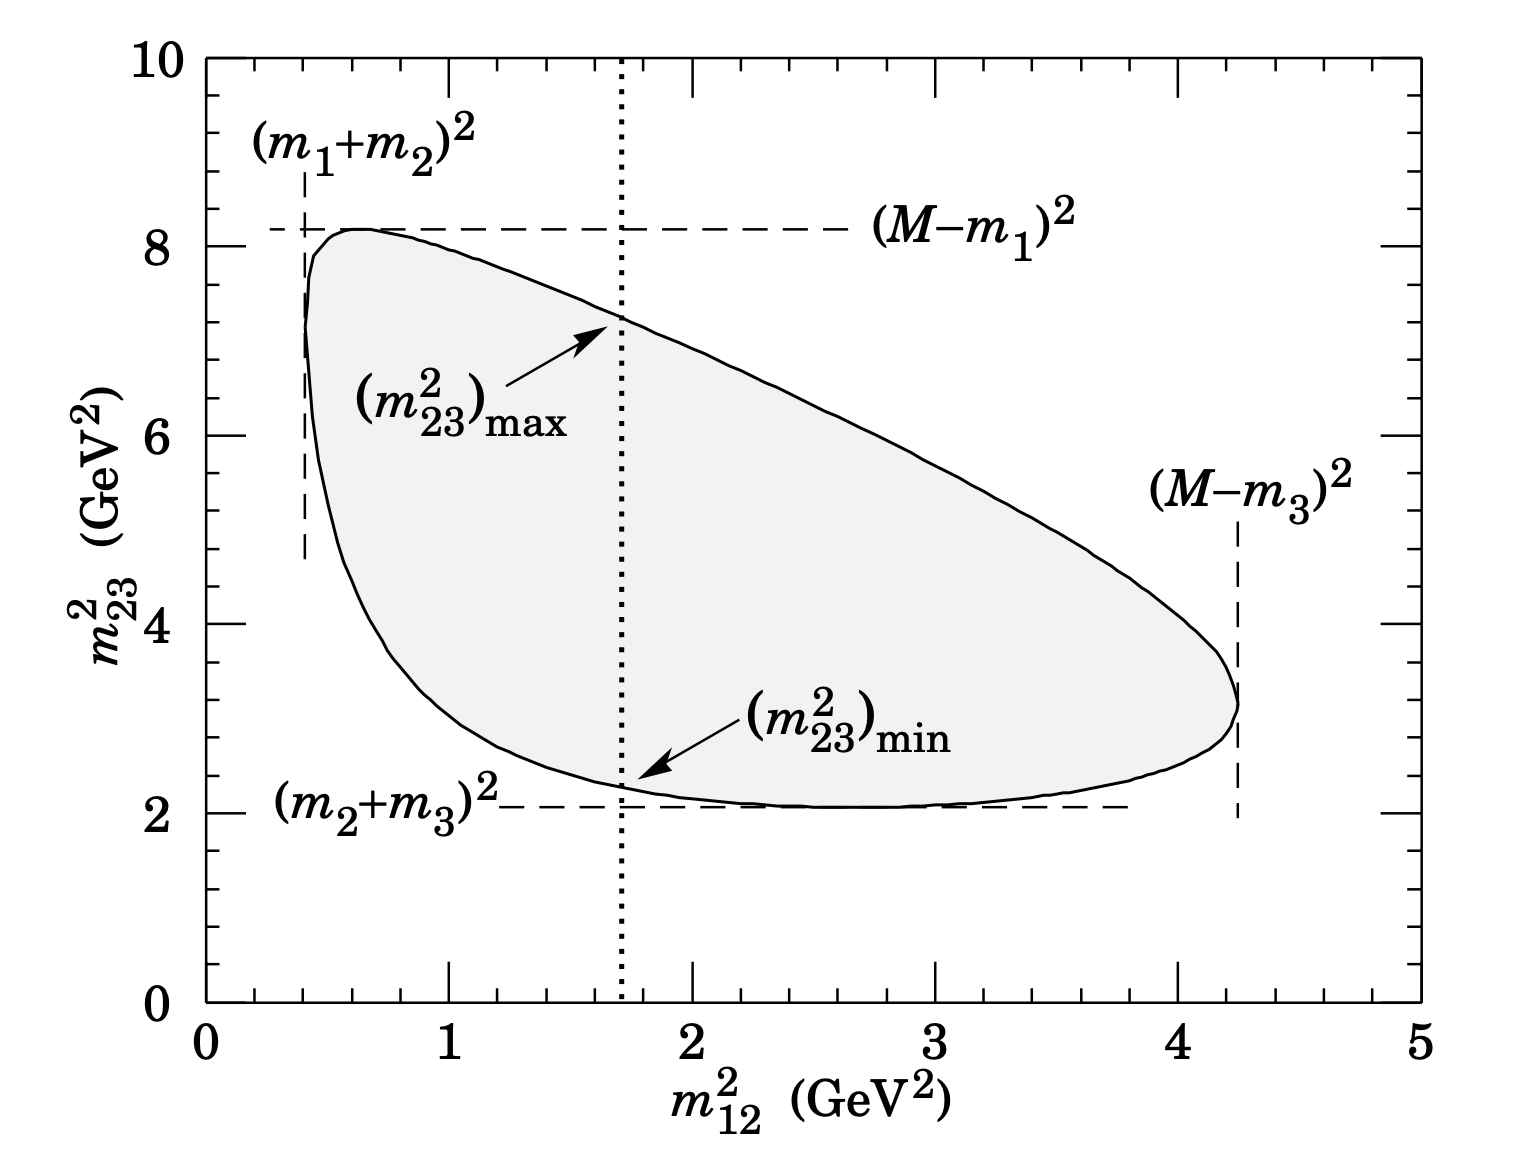 10
(m₁+m₂)²
(M−m₁)²
8
(m²₂₃)max
6
(M−m₃)²
m²₂₃ (GeV²)
4
(m²₂₃)min
(m₂+m₃)²
2
0
0 1 2 3 4 5
m²₁₂ (GeV²)